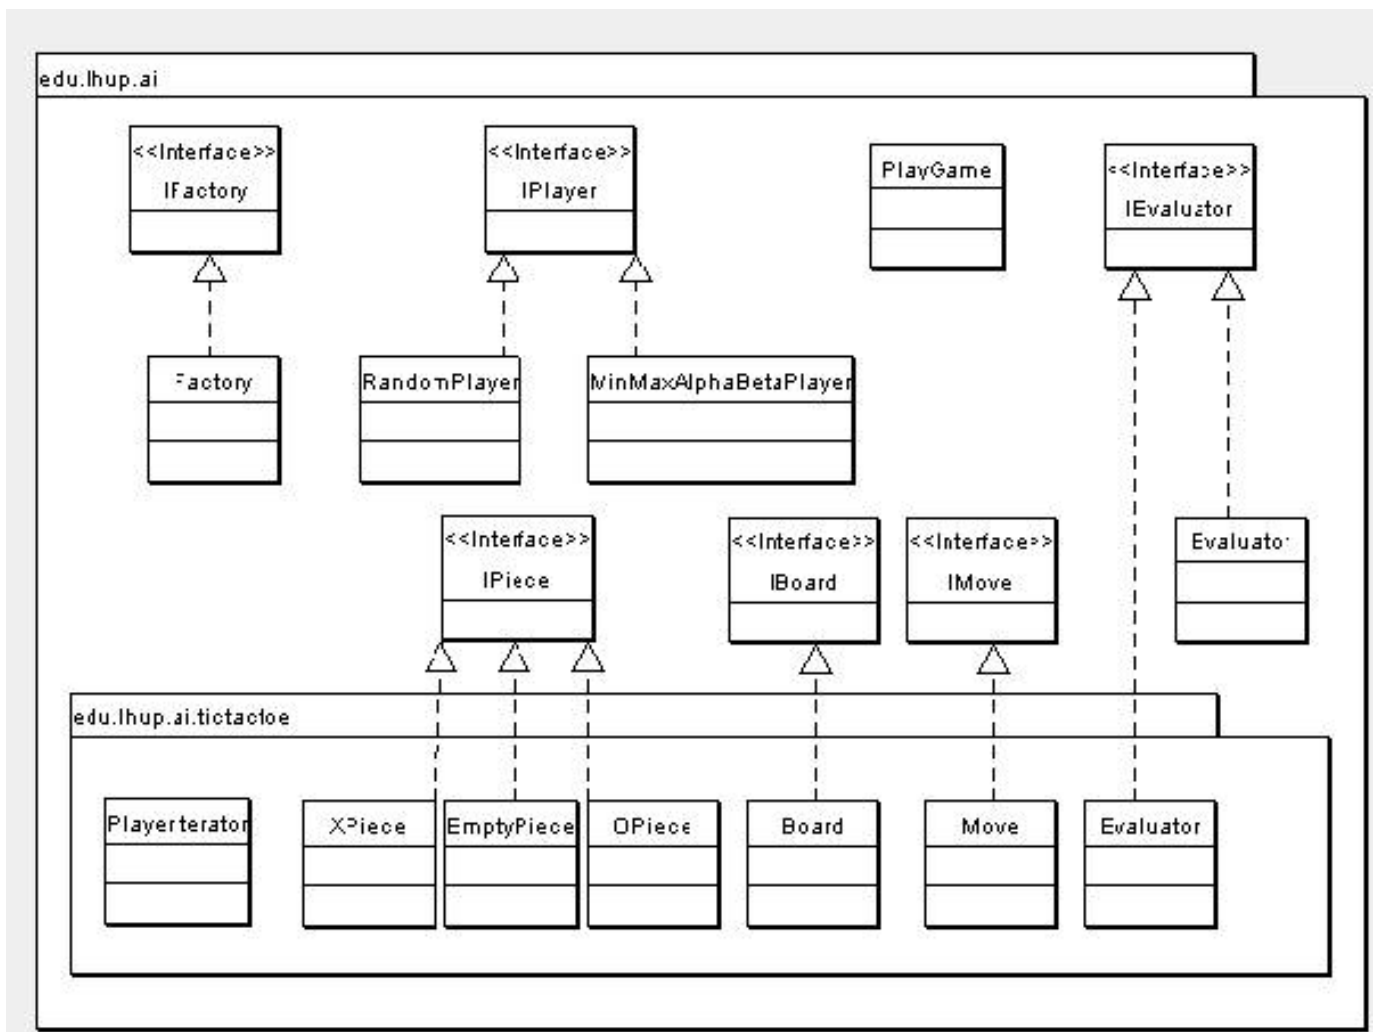 edu.lhup.ai
<<Interface>>
IFactory
<<Interface>>
IPlayer
PlayGame
<<Interface>>
IEvaluator
Factory
RandomPlayer
MinMaxAlphaBetaPlayer
<<Interface>>
IPiece
<<Interface>>
IBoard
<<Interface>>
IMove
Evaluator
edu.lhup.ai.tictactoe
PlayerIterator
XPiece
EmptyPiece
OPiece
Board
Move
Evaluator